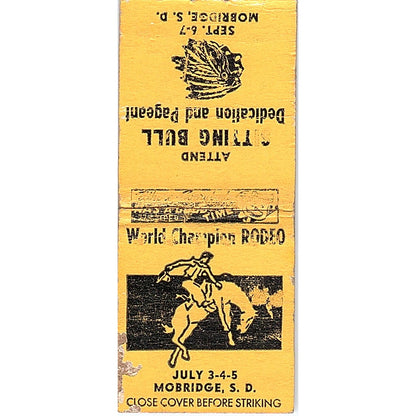 ATTEND
SITTING BULL
Dedication and Pageant
SEPT. 6-7
MOBRIDGE, S. D.
TIME
World Champion RODEO
JULY 3-4-5
MOBRIDGE, S. D.
CLOSE COVER BEFORE STRIKING